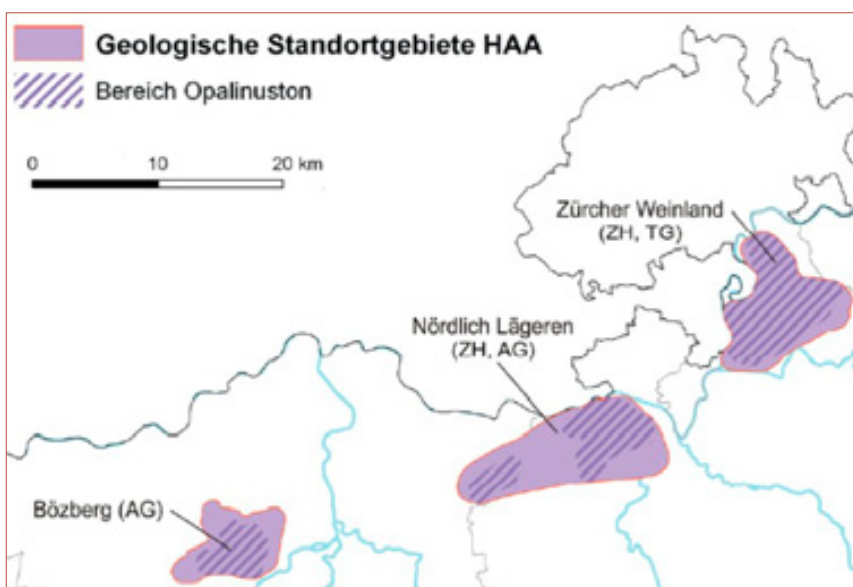 Geologische Standortgebiete HAA
Bereich Opalinuston
0 10 20 km
Zürcher Weinland
(ZH, TG)
Nördlich Lägeren
(ZH, AG)
Bözberg (AG)